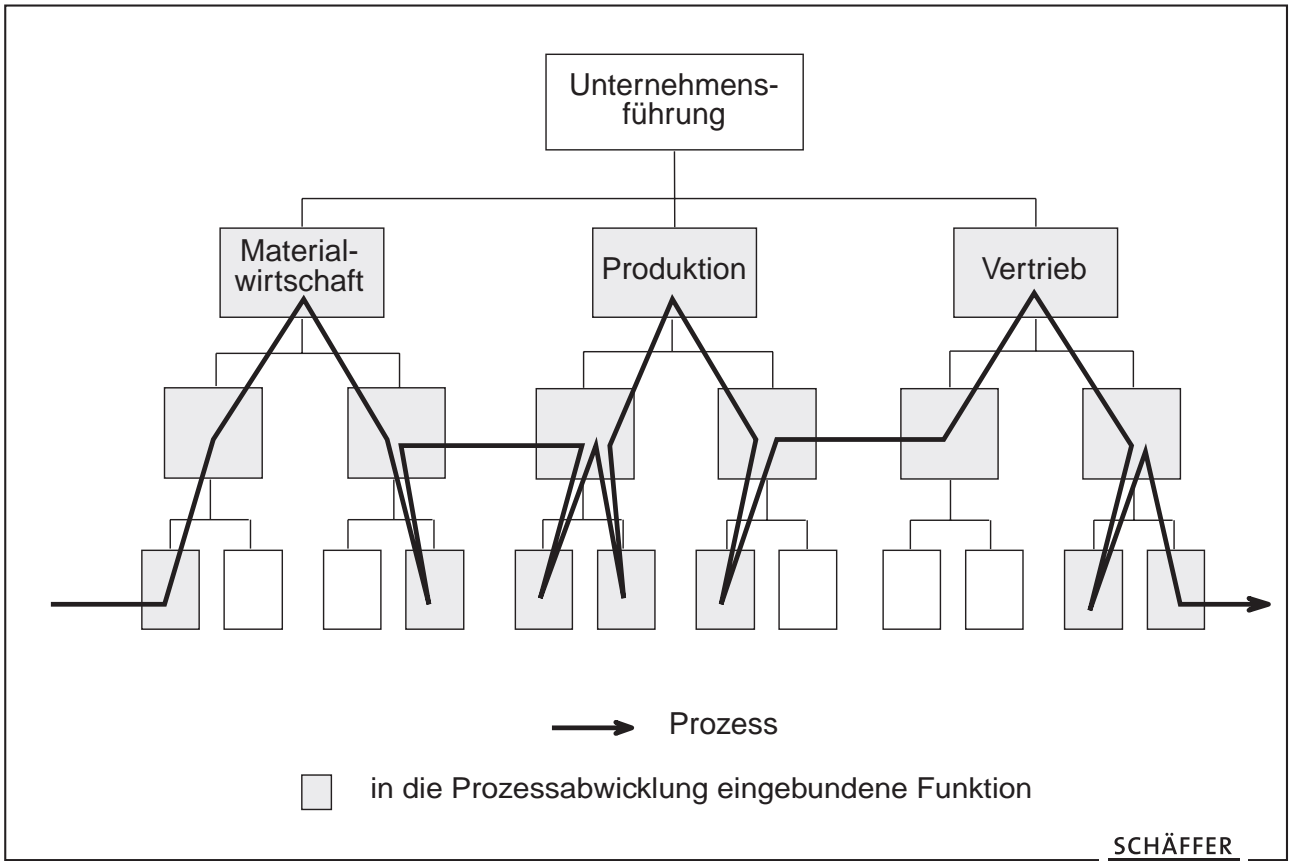 Unternehmens-
führung
Material-
wirtschaft
Produktion
Vertrieb
Prozess
in die Prozessabwicklung eingebundene Funktion
SCHÄFFER